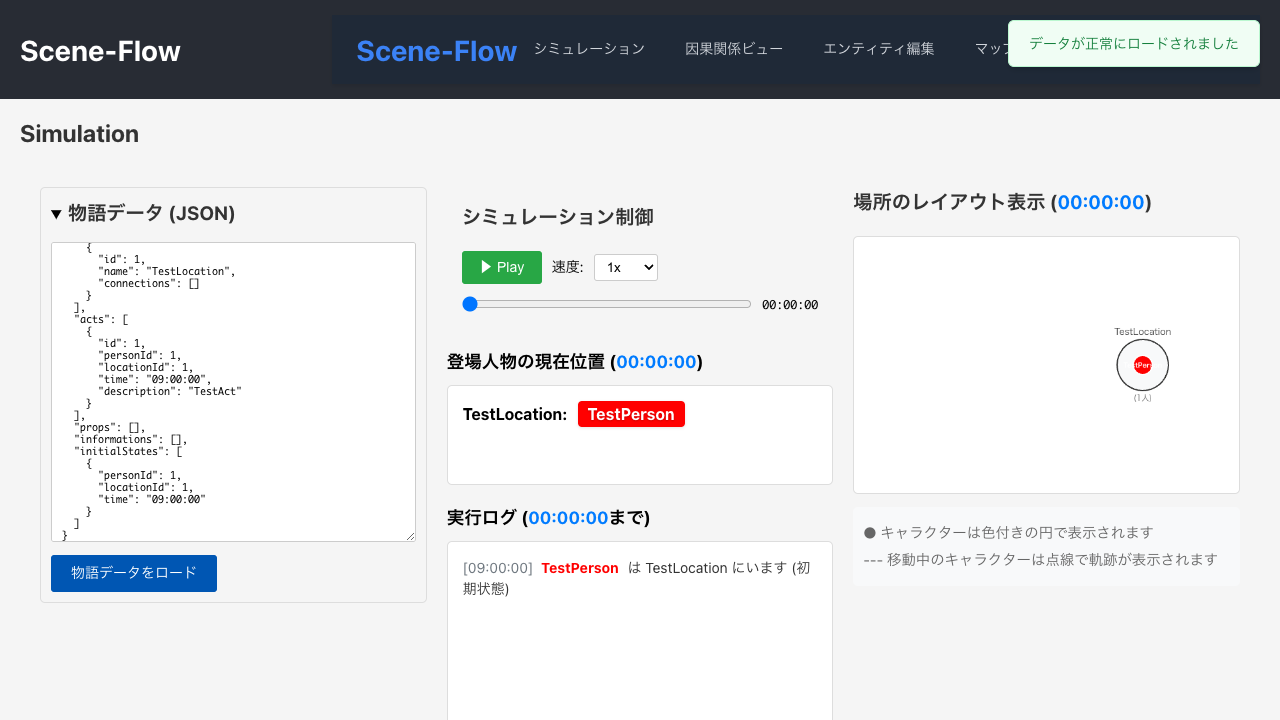 Scene-Flow
Scene-Flow
シミュレーション
因果関係ビュー
エンティティ編集
マップ
データが正常にロードされました
Simulation
▼ 物語データ (JSON)
{
"id": 1,
"name": "TestLocation",
"connections": []
}
],
"acts": [
{
"id": 1,
"personId": 1,
"locationId": 1,
"time": "09:00:00",
"description": "TestAct"
}
],
"props": [],
"informations": [],
"initialStates": [
{
"personId": 1,
"locationId": 1,
"time": "09:00:00"
}
]
}
物語データをロード
シミュレーション制御
▶ Play
速度:
1x
00:00:00
登場人物の現在位置 (00:00:00)
TestLocation: TestPerson
実行ログ (00:00:00まで)
[09:00:00] TestPerson は TestLocation にいます (初
期状態)
場所のレイアウト表示 (00:00:00)
TestLocation
(1人)
● キャラクターは色付きの円で表示されます
--- 移動中のキャラクターは点線で軌跡が表示されます